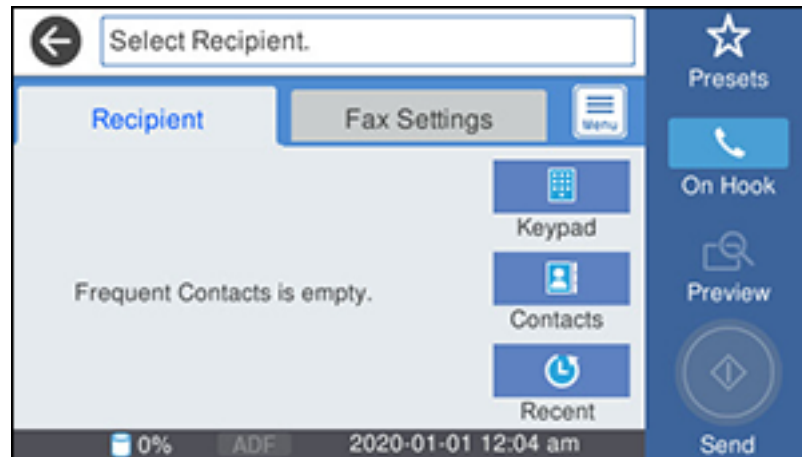 Select Recipient.
Presets
Recipient
Fax Settings
Menu
On Hook
Keypad
Frequent Contacts is empty.
Contacts
Preview
Recent
0%
ADF
2020-01-01 12:04 am
Send